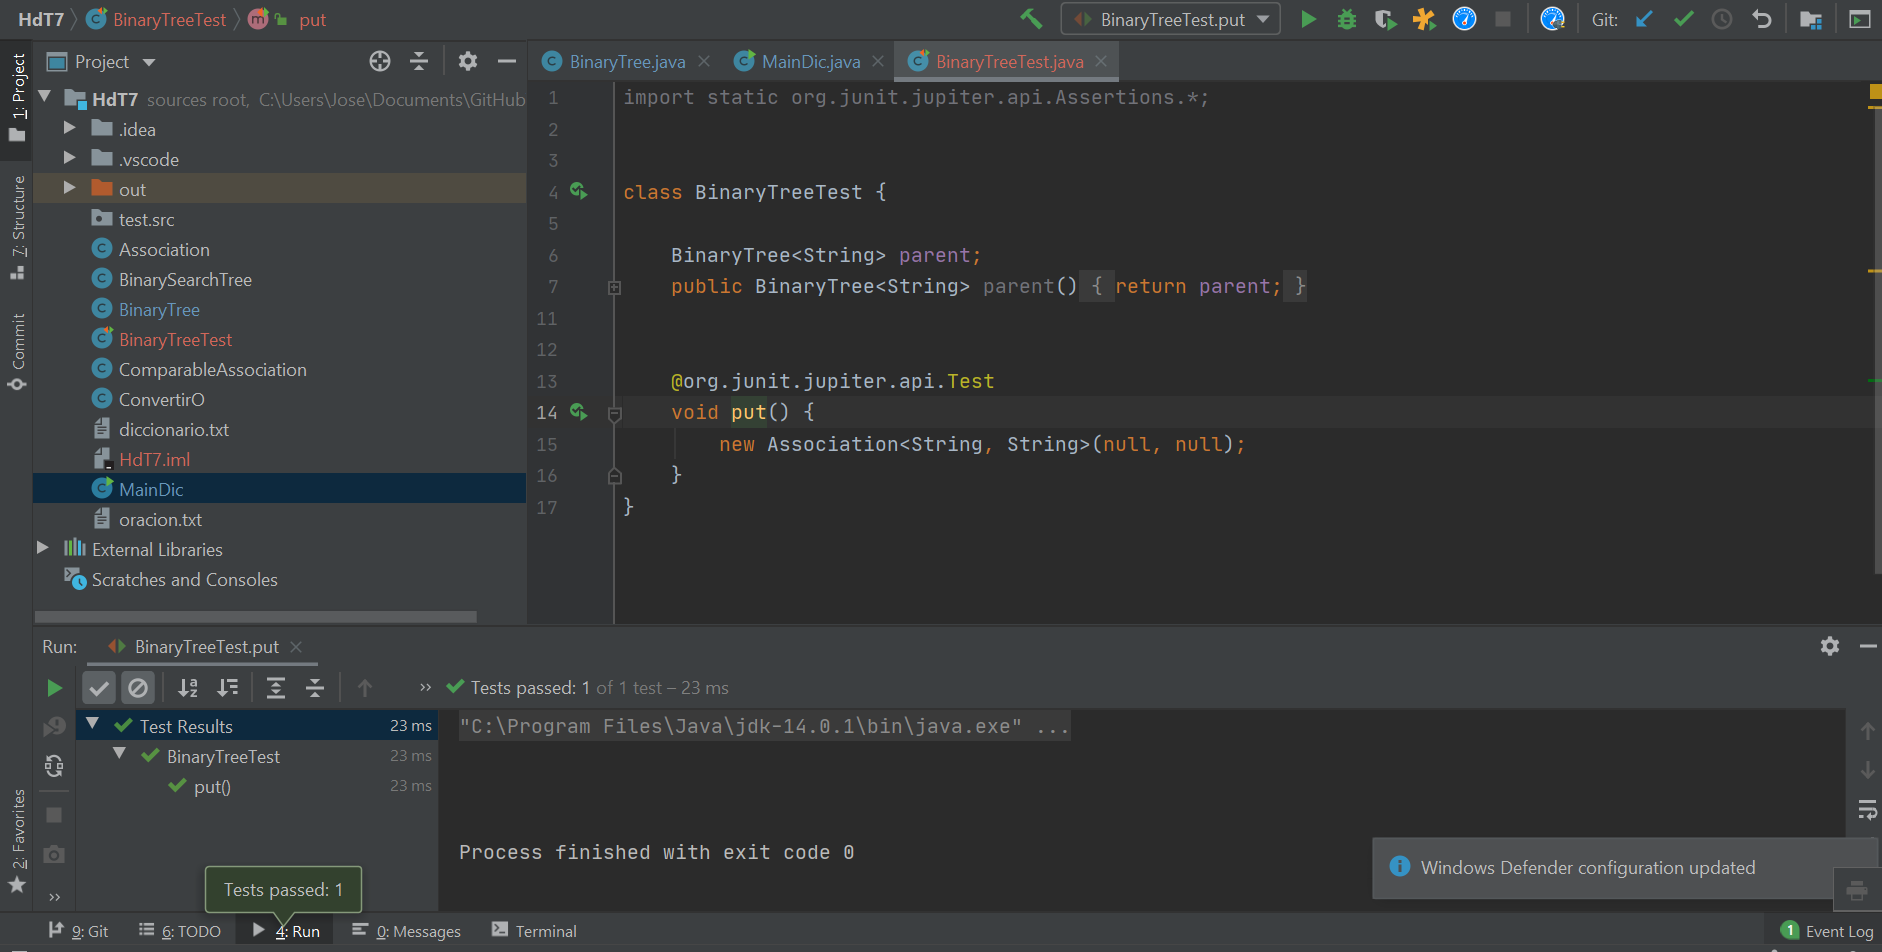 HdT7 BinaryTreeTest put
BinaryTreeTest.put
Git:
1: Project
7: Structure
Commit
2: Favorites
Project
HdT7 sources root, C:\Users\Jose\Documents\GitHub
.idea
.vscode
out
test.src
Association
BinarySearchTree
BinaryTree
BinaryTreeTest
ComparableAssociation
ConvertirO
diccionario.txt
HdT7.iml
MainDic
oracion.txt
External Libraries
Scratches and Consoles
BinaryTree.java MainDic.java BinaryTreeTest.java
1 import static org.junit.jupiter.api.Assertions.*;
2
3
4 class BinaryTreeTest {
5
6 BinaryTree<String> parent;
7 public BinaryTree<String> parent() { return parent; }
11
12
13 @org.junit.jupiter.api.Test
14 void put() {
15 new Association<String, String>(null, null);
16 }
17 }
Run: BinaryTreeTest.put
Tests passed: 1 of 1 test – 23 ms
Test Results 23 ms
BinaryTreeTest 23 ms
put() 23 ms
"C:\Program Files\Java\jdk-14.0.1\bin\java.exe" ...
Process finished with exit code 0
Windows Defender configuration updated
Tests passed: 1
9: Git 6: TODO 4: Run 0: Messages Terminal
1 Event Log